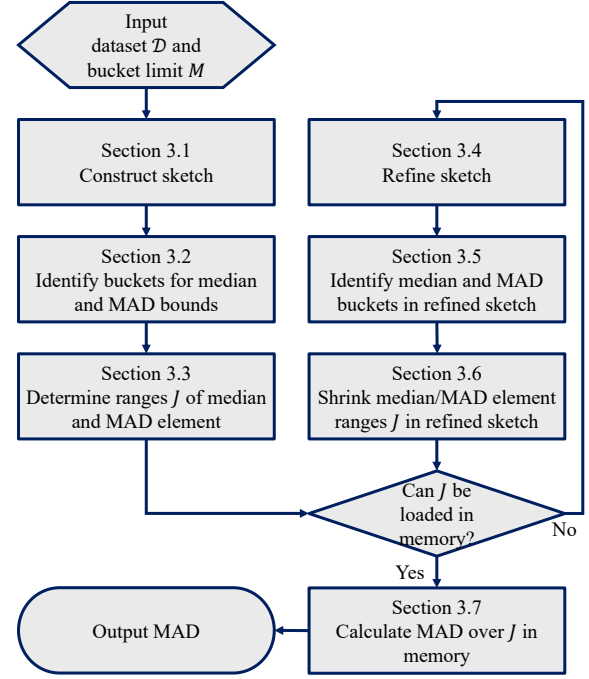 Input
dataset 𝒟 and
bucket limit M
Section 3.1
Construct sketch
Section 3.2
Identify buckets for median
and MAD bounds
Section 3.3
Determine ranges J of median
and MAD element
Section 3.4
Refine sketch
Section 3.5
Identify median and MAD
buckets in refined sketch
Section 3.6
Shrink median/MAD element
ranges J in refined sketch
Can J be
loaded in
memory?
No
Yes
Section 3.7
Calculate MAD over J in
memory
Output MAD